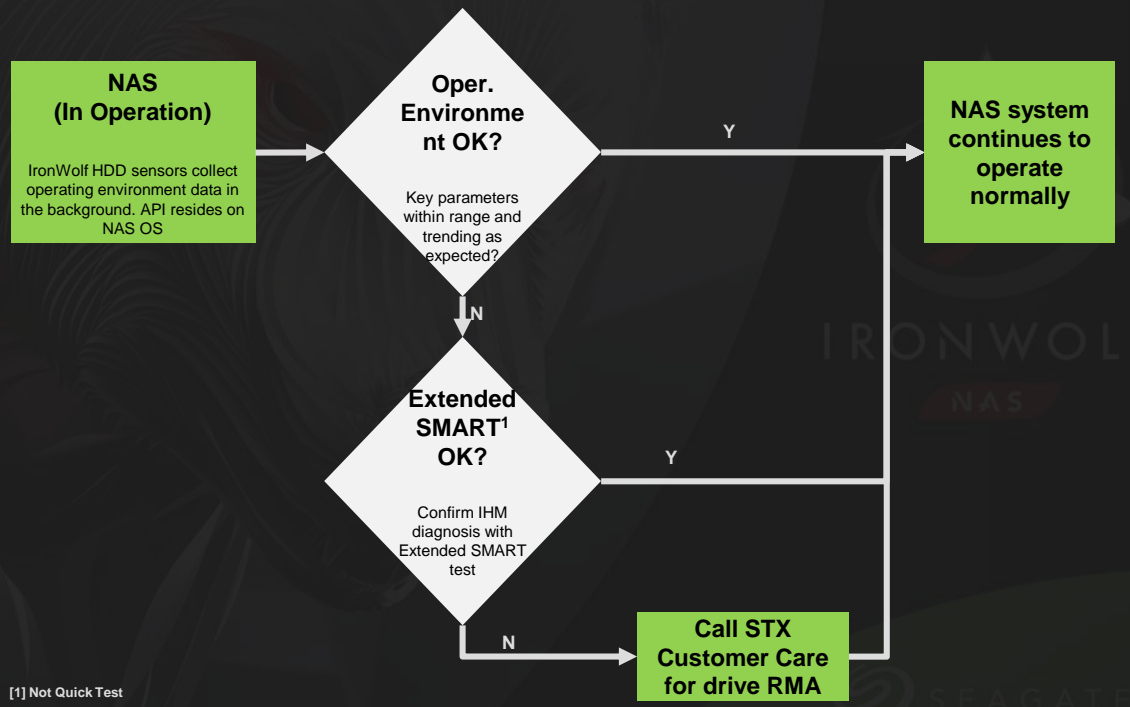 NAS
(In Operation)
IronWolf HDD sensors collect
operating environment data in
the background. API resides on
NAS OS
Oper.
Environme
nt OK?
Key parameters
within range and
trending as
expected?
Y
NAS system
continues to
operate
normally
N
Extended
SMART¹
OK?
Confirm IHM
diagnosis with
Extended SMART
test
Y
N
Call STX
Customer Care
for drive RMA
IRONWOL
NAS
SEAGATE
[1] Not Quick Test